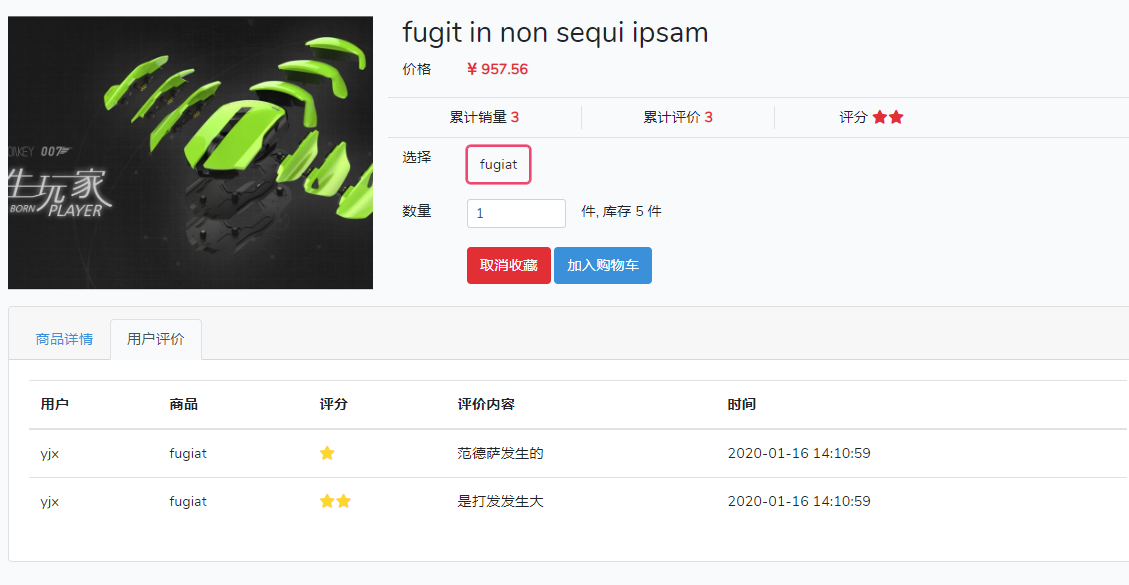 fugit in non sequi ipsam
价格 ¥ 957.56
累计销量 3 累计评价 3 评分
选择 fugiat
数量 1 件, 库存 5 件
取消收藏 加入购物车
007
生玩家
BORN PLAYER
商品详情 用户评价
用户 商品 评分 评价内容 时间
yjx fugiat 范德萨发生的 2020-01-16 14:10:59
yjx fugiat 是打发发生大 2020-01-16 14:10:59